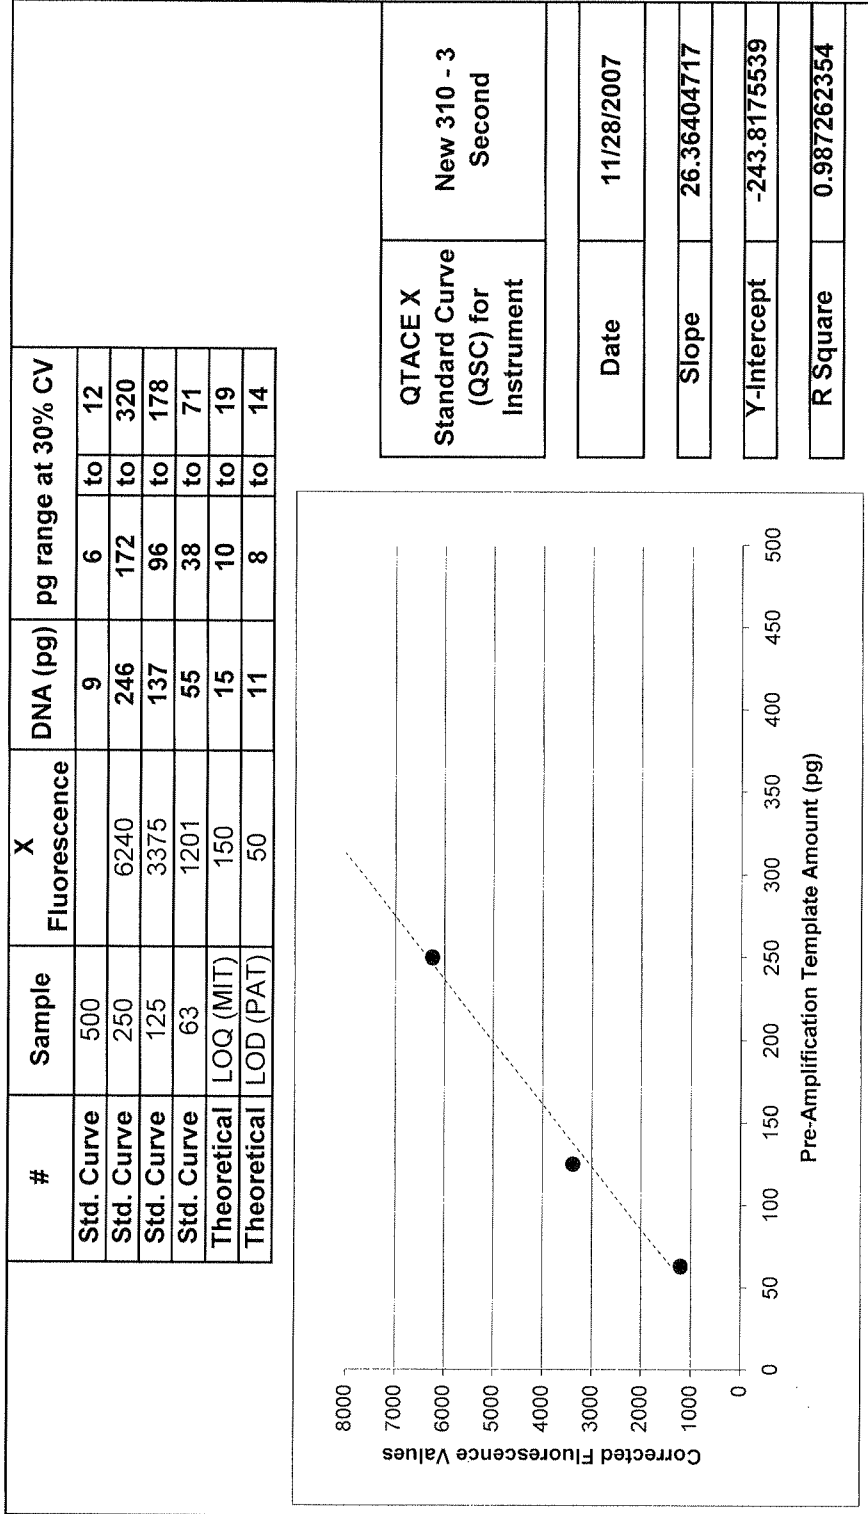 # Sample X Fluorescence DNA (pg) pg range at 30% CV
Std. Curve 500 9 6 to 12
Std. Curve 250 6240 246 172 to 320
Std. Curve 125 3375 137 96 to 178
Std. Curve 63 1201 55 38 to 71
Theoretical LOQ (MIT) 150 15 10 to 19
Theoretical LOD (PAT) 50 11 8 to 14
Corrected Fluorescence Values
8000
7000
6000
5000
4000
3000
2000
1000
0
0 50 100 150 200 250 300 350 400 450 500
Pre-Amplification Template Amount (pg)
QTACE X
Standard Curve
(QSC) for
Instrument
New 310 - 3
Second
Date 11/28/2007
Slope 26.36404717
Y-Intercept -243.8175539
R Square 0.987262354